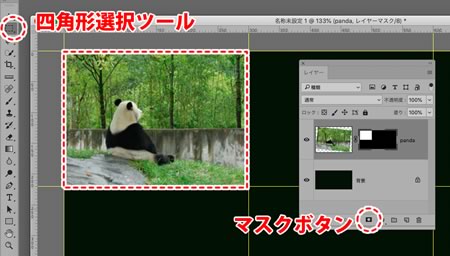 四角形選択ツール
名称未設定 1 @ 133% (panda, レイヤーマスク/8) *
レイヤー
種類
通常
不透明度: 100%
ロック:
塗り: 100%
panda
背景
マスクボタン